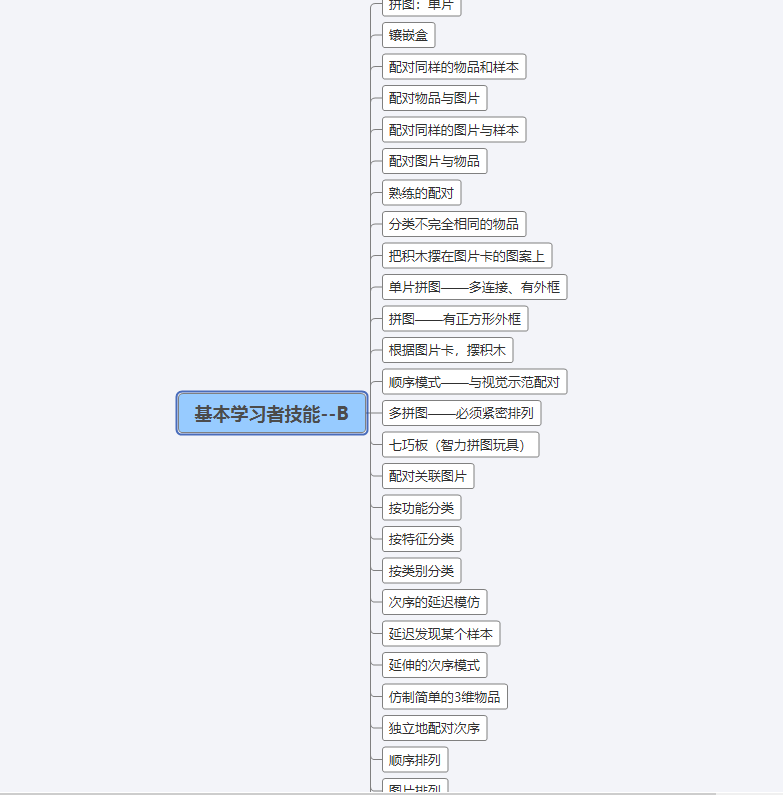 拼图：单片
镶嵌盒
配对同样的物品和样本
配对物品与图片
配对同样的图片与样本
配对图片与物品
熟练的配对
分类不完全相同的物品
把积木摆在图片卡的图案上
单片拼图——多连接、有外框
拼图——有正方形外框
根据图片卡，摆积木
顺序模式——与视觉示范配对
基本学习者技能--B
多拼图——必须紧密排列
七巧板（智力拼图玩具）
配对关联图片
按功能分类
按特征分类
按类别分类
次序的延迟模仿
延迟发现某个样本
延伸的次序模式
仿制简单的3维物品
独立地配对次序
顺序排列
图片排列